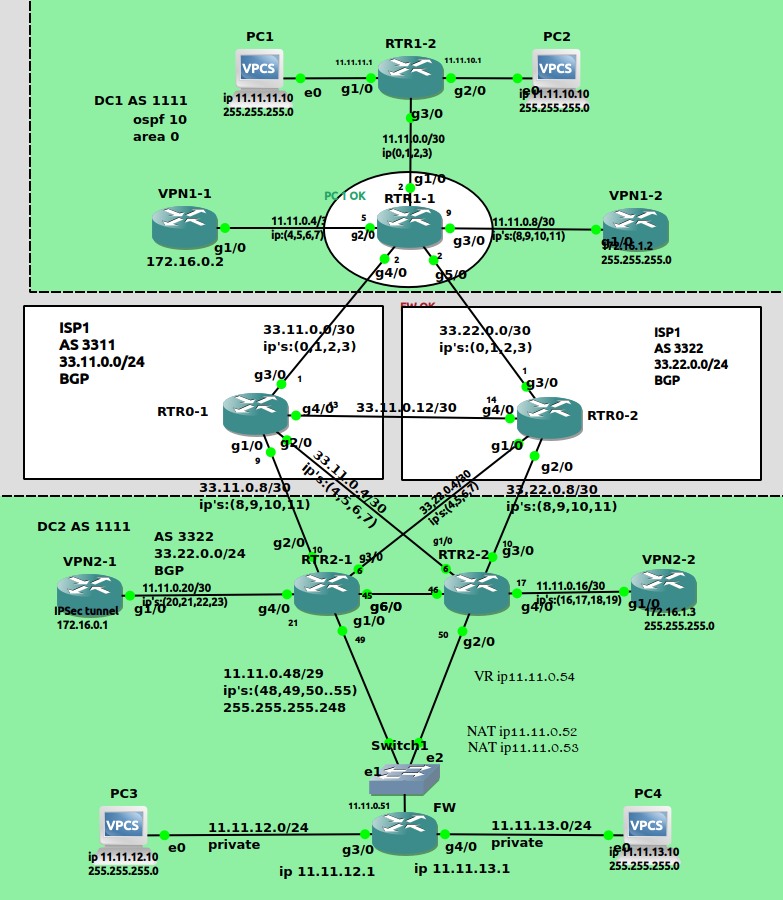 PC1
RTR1-2
PC2
VPCS
11.11.11.1
11.11.10.1
VPCS
e0
g1/0
g2/0
e0
ip 11.11.11.10
255.255.255.0
ip 11.11.10.10
255.255.255.0
DC1 AS 1111
ospf 10
area 0
g3/0
11.11.0.0/30
ip(0,1,2,3)
g1/0
2
PC 1 OK
VPN1-1
RTR1-1
VPN1-2
11.11.0.4/3
ip:(4,5,6,7)
5
g2/0
9
g3/0
11.11.0.8/30
ip's:(8,9,10,11)
g1/0
g1/0
172.16.0.2
172.16.1.2
255.255.255.0
2
g4/0
2
g5/0
FW OK
ISP1
AS 3311
33.11.0.0/24
BGP
33.11.0.0/30
ip's:(0,1,2,3)
33.22.0.0/30
ip's:(0,1,2,3)
ISP1
AS 3322
33.22.0.0/24
BGP
g3/0
1
1
g3/0
RTR0-1
g4/0
13
33.11.0.12/30
14
g4/0
RTR0-2
g1/0
g2/0
9
g1/0
g2/0
33.11.0.4/30
ip's:(4,5,6,7)
33.22.0.4/30
ip's:(4,5,6,7)
33.11.0.8/30
ip's:(8,9,10,11)
33.22.0.8/30
ip's:(8,9,10,11)
DC2 AS 1111
AS 3322
33.22.0.0/24
BGP
g2/0
10
g1/0
10
g3/0
VPN2-1
RTR2-1
g3/0
6
RTR2-2
6
VPN2-2
11.11.0.20/30
ip's:(20,21,22,23)
IPSec tunnel
172.16.0.1
g1/0
g4/0
21
45
g6/0
46
17
g4/0
11.11.0.16/30
ip's:(16,17,18,19)
g1/0
172.16.1.3
255.255.255.0
g1/0
49
50
g2/0
11.11.0.48/29
ip's:(48,49,50..55)
255.255.255.248
VR ip11.11.0.54
NAT ip11.11.0.52
NAT ip11.11.0.53
Switch1
e1
e2
PC3
11.11.0.51
FW
PC4
VPCS
e0
11.11.12.0/24
private
g3/0
g4/0
11.11.13.0/24
private
VPCS
e0
ip 11.11.12.10
255.255.255.0
ip 11.11.12.1
ip 11.11.13.1
ip 11.11.13.10
255.255.255.0